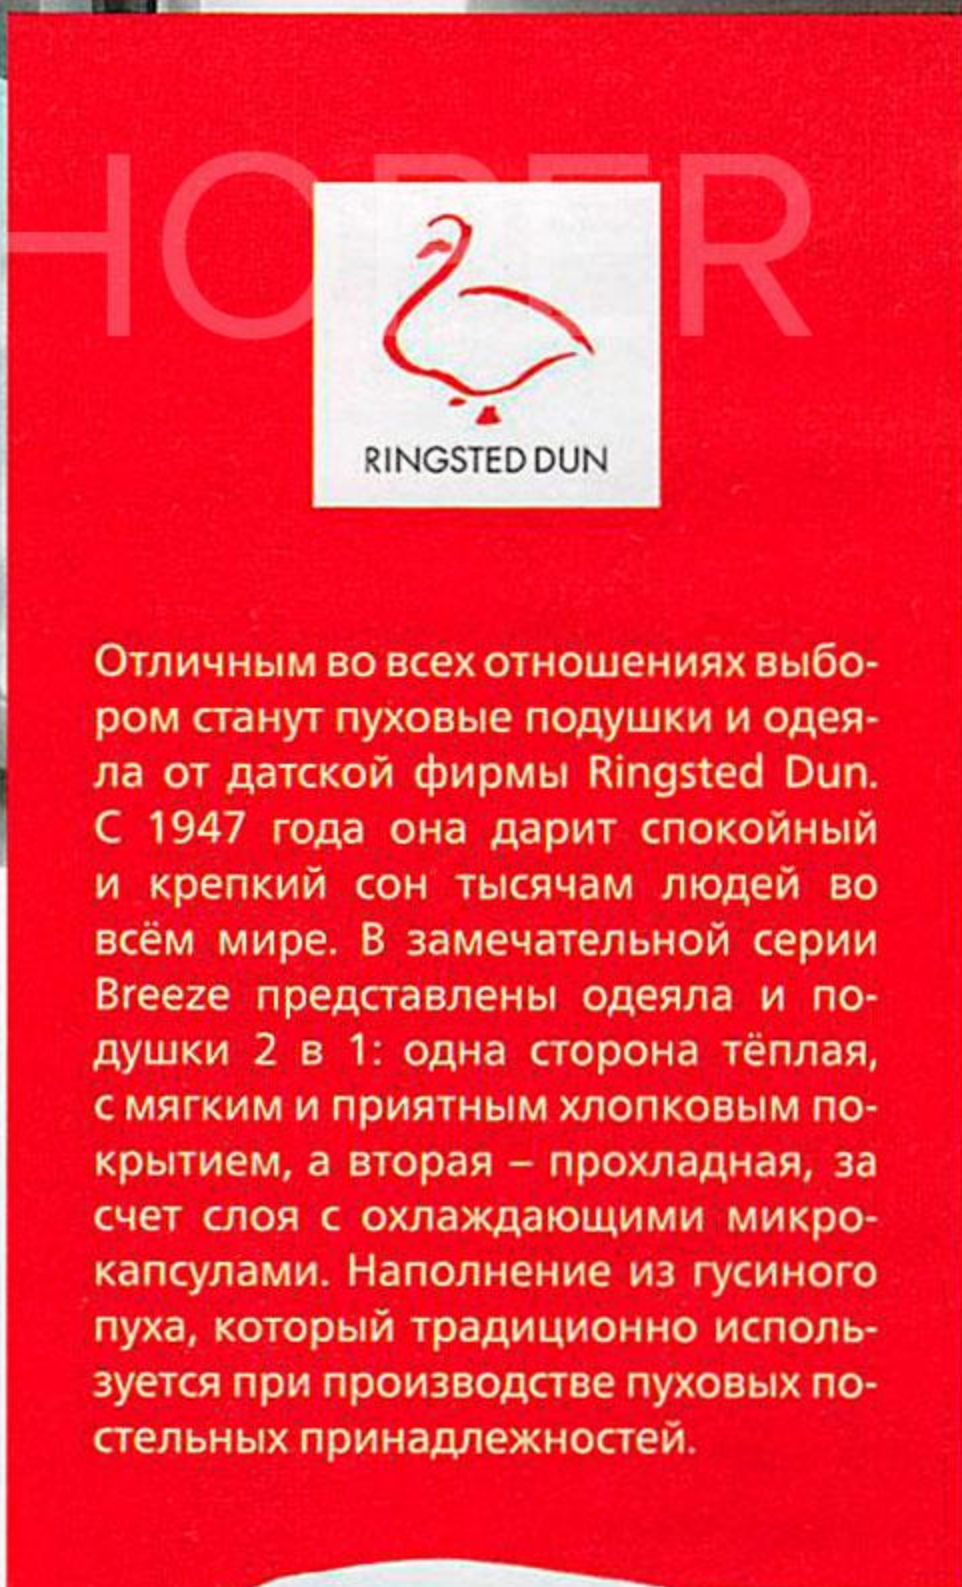 RINGSTED DUN
Отличным во всех отношениях выбо-
ром станут пуховые подушки и одея-
ла от датской фирмы Ringsted Dun.
С 1947 года она дарит спокойный
и крепкий сон тысячам людей во
всём мире. В замечательной серии
Breeze представлены одеяла и по-
душки 2 в 1: одна сторона тёплая,
с мягким и приятным хлопковым по-
крытием, а вторая – прохладная, за
счет слоя с охлаждающими микро-
капсулами. Наполнение из гусиного
пуха, который традиционно исполь-
зуется при производстве пуховых по-
стельных принадлежностей.